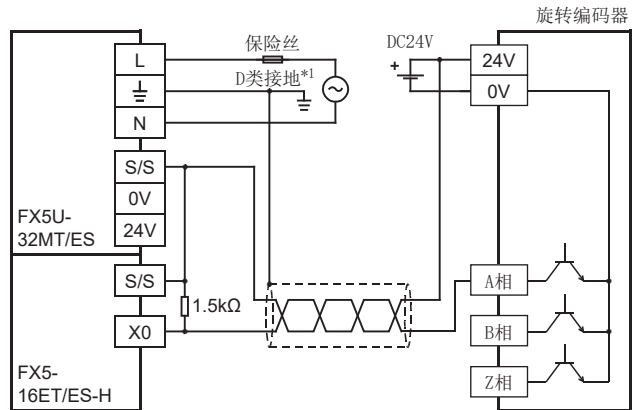 旋转编码器
保险丝
DC24V
L
D类接地*1
+
24V
0V
N
S/S
0V
24V
FX5U-
32MT/ES
S/S
1.5kΩ
X0
FX5-
16ET/ES-H
A相
B相
Z相